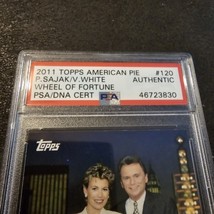 2011 TOPPS AMERICAN PIE #120
P.SAJAK/V.WHITE AUTHENTIC
WHEEL OF FORTUNE
PSA/DNA CERT PSA 46723830
Topps